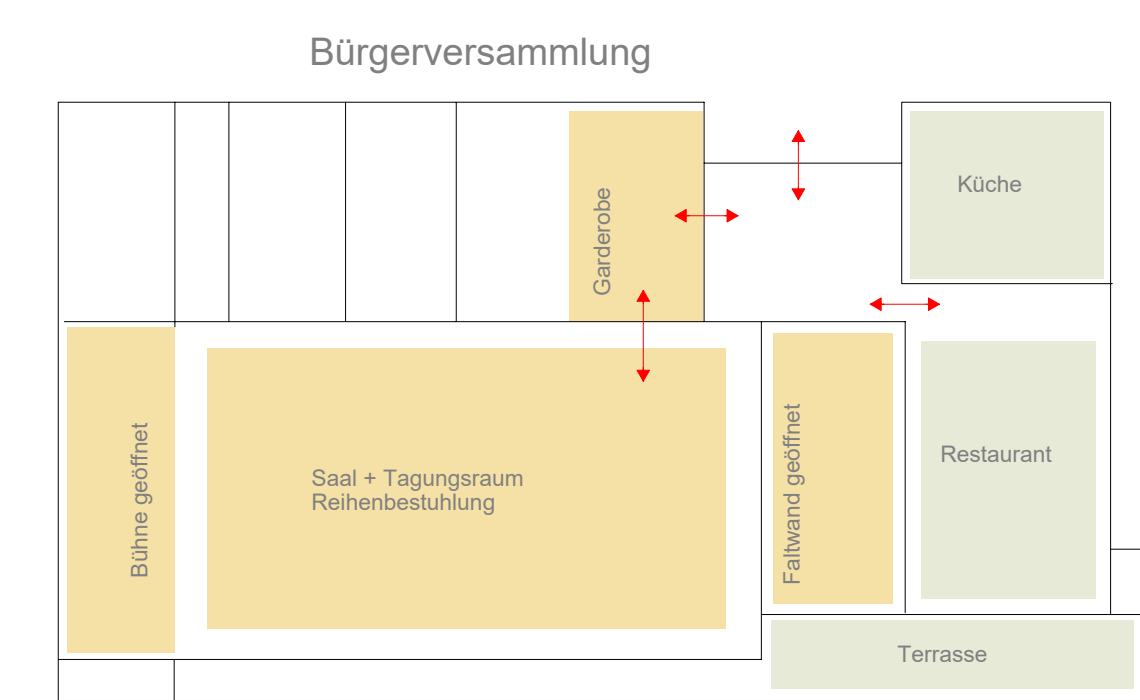 Bürgerversammlung
Küche
Garderobe
Bühne geöffnet
Saal + Tagungsraum
Reihenbestuhlung
Faltwand geöffnet
Restaurant
Terrasse